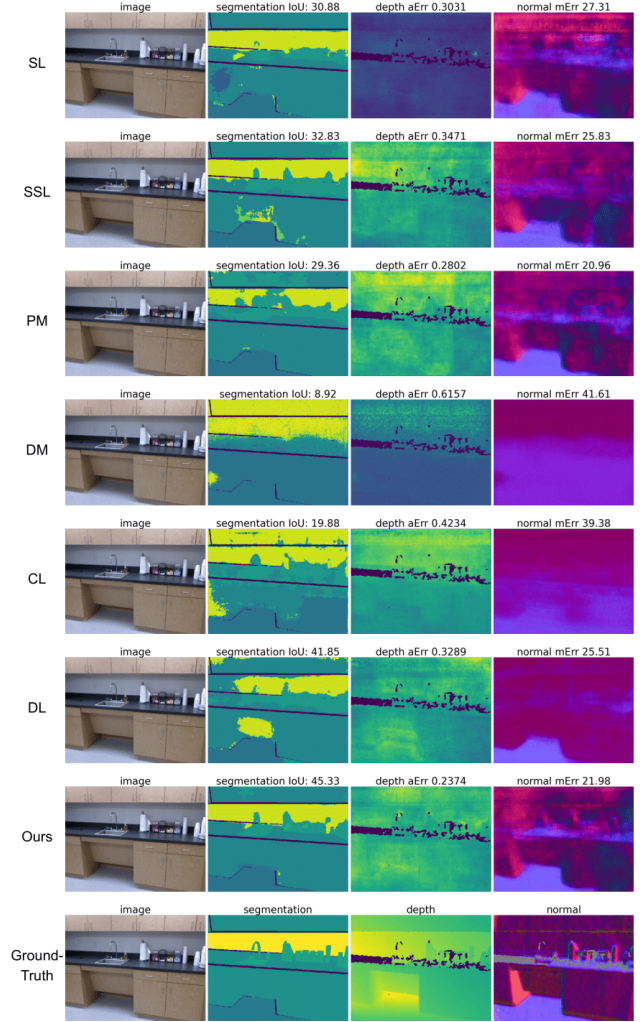 image segmentation IoU: 30.88 depth aErr 0.3031 normal mErr 27.31
SL
image segmentation IoU: 32.83 depth aErr 0.3471 normal mErr 25.83
SSL
image segmentation IoU: 29.36 depth aErr 0.2802 normal mErr 20.96
PM
image segmentation IoU: 8.92 depth aErr 0.6157 normal mErr 41.61
DM
image segmentation IoU: 19.88 depth aErr 0.4234 normal mErr 39.38
CL
image segmentation IoU: 41.85 depth aErr 0.3289 normal mErr 25.51
DL
image segmentation IoU: 45.33 depth aErr 0.2374 normal mErr 21.98
Ours
image segmentation depth normal
Ground-
Truth